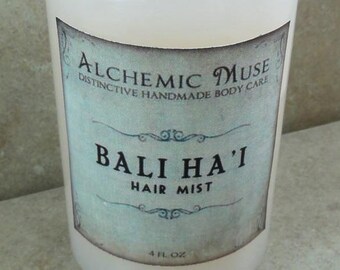 ALCHEMIC MUSE
DISTINCTIVE HANDMADE BODY CARE
BALI HA'I
HAIR MIST
4 FL OZ